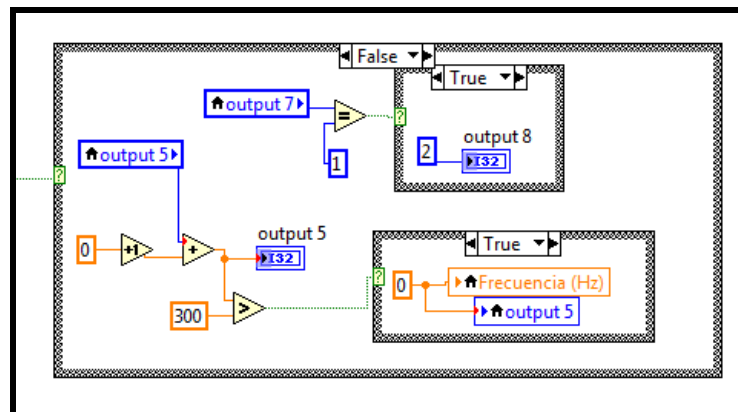 False
True
output 7
=
output 8
1
2
I32
output 5
0
+1
+
output 5
I32
True
300
>
0
Frecuencia (Hz)
output 5